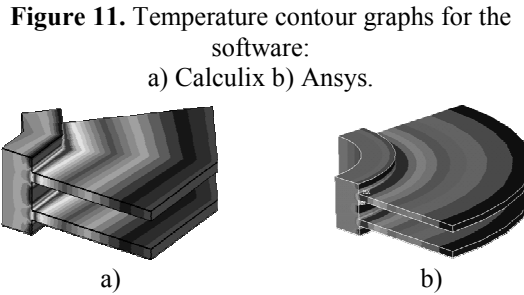 Figure 11. Temperature contour graphs for the
software:
a) Calculix b) Ansys.
a) b)